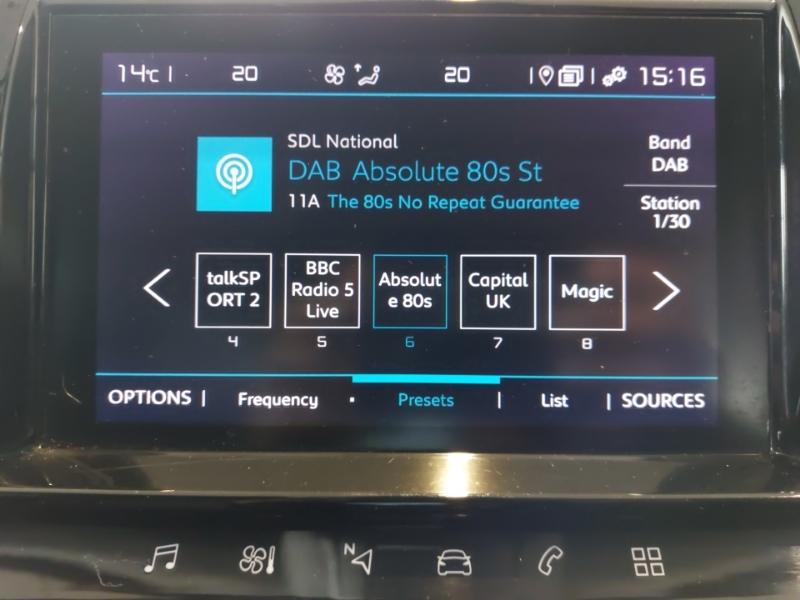 14°C | 20 20 | | 15:16
SDL National
DAB Absolute 80s St
11A The 80s No Repeat Guarantee
Band
DAB
Station
1/30
talkSP
ORT 2
BBC
Radio 5
Live
Absolut
e 80s
Capital
UK
Magic
4 5 6 7 8
OPTIONS | Frequency Presets | List | SOURCES
N